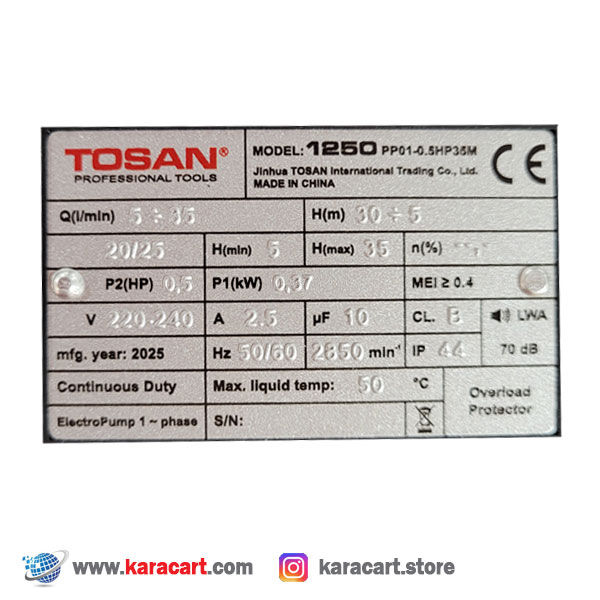 TOSAN®
PROFESSIONAL TOOLS
MODEL: 1250 PP01-0.5HP35M
Jinhua TOSAN International Trading Co., Ltd.
MADE IN CHINA
CE
Q(l/min) 5 ÷ 35 H(m) 30 ÷ 5
20/25 H(min) 5 H(max) 35 n(%)
P2(HP) 0,5 P1(kW) 0,37 MEI ≥ 0.4
V 220-240 A 2.5 µF 10 CL. B LWA
70 dB
mfg. year: 2025 Hz 50/60 2850 min⁻¹ IP 44
Continuous Duty Max. liquid temp: 50 °C
Overload
Protector
ElectroPump 1 ~ phase S/N:
www.karacart.com karacart.store